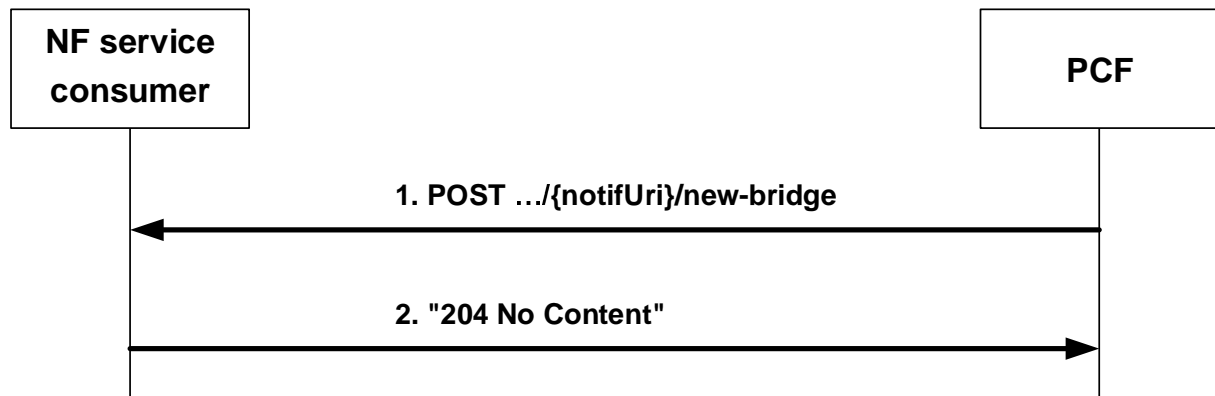 NF service
consumer
PCF
1. POST …/{notifUri}/new-bridge
2. "204 No Content"